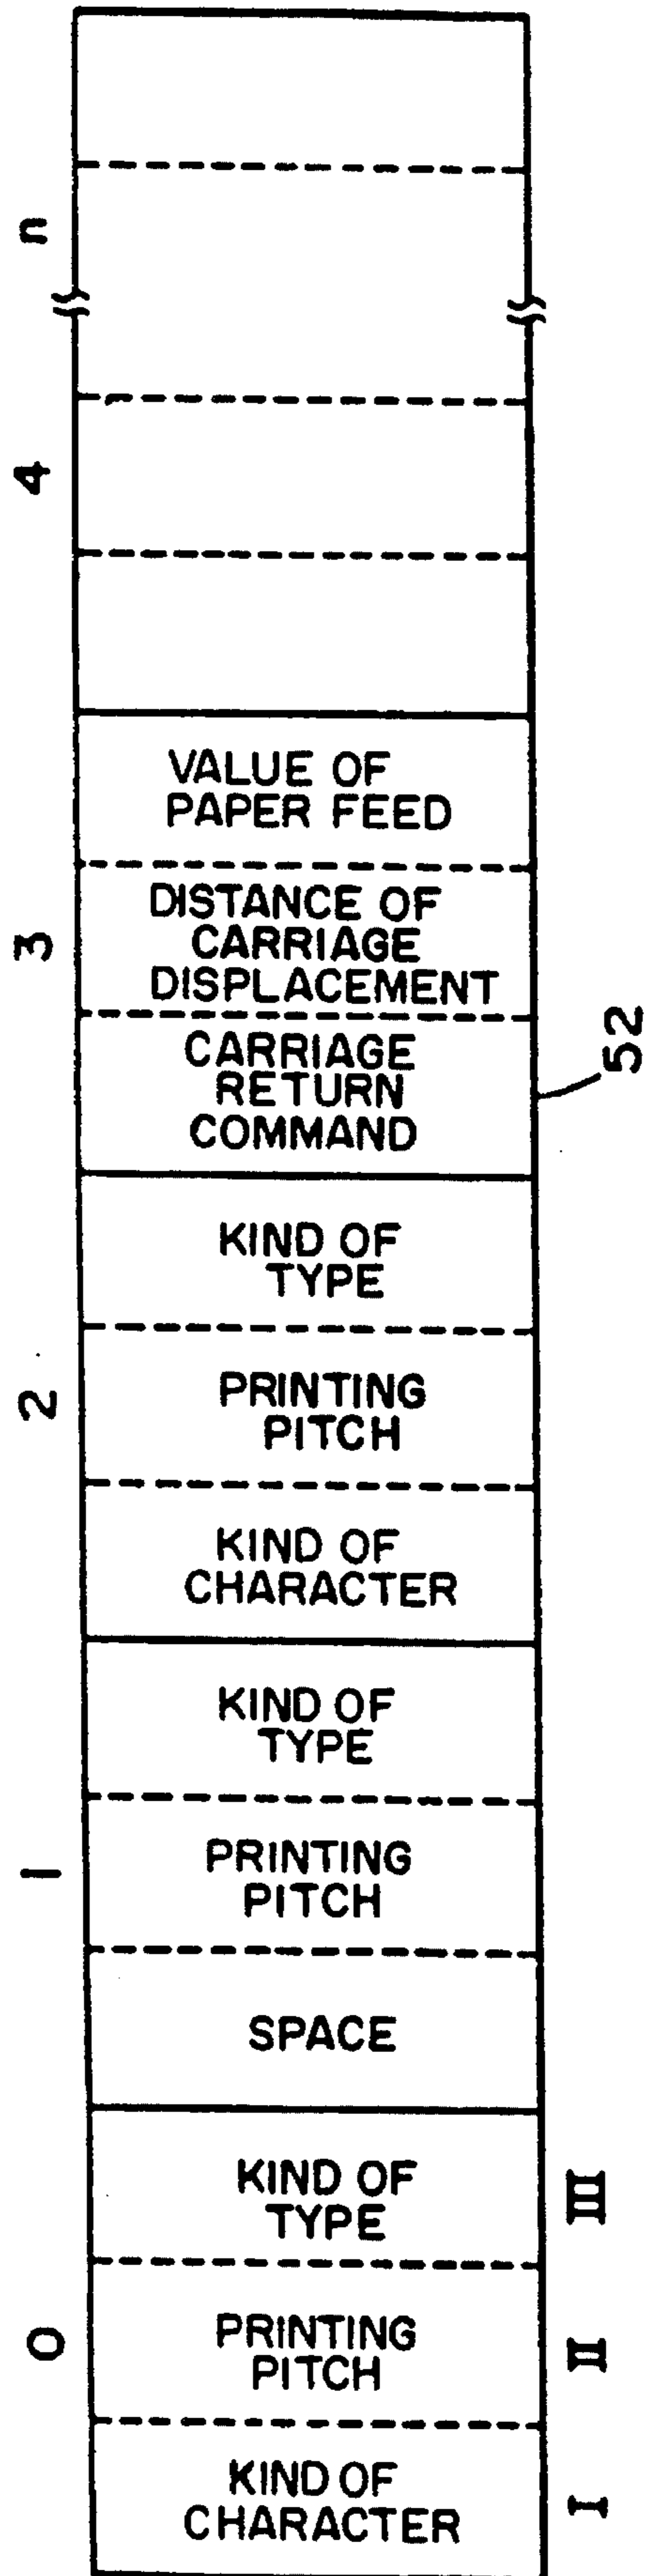 n
4
VALUE OF
PAPER FEED
3
DISTANCE OF
CARRIAGE
DISPLACEMENT
CARRIAGE
RETURN
COMMAND
52
KIND OF
TYPE
2
PRINTING
PITCH
KIND OF
CHARACTER
KIND OF
TYPE
1
PRINTING
PITCH
SPACE
KIND OF
TYPE
III
0
PRINTING
PITCH
II
KIND OF
CHARACTER
I